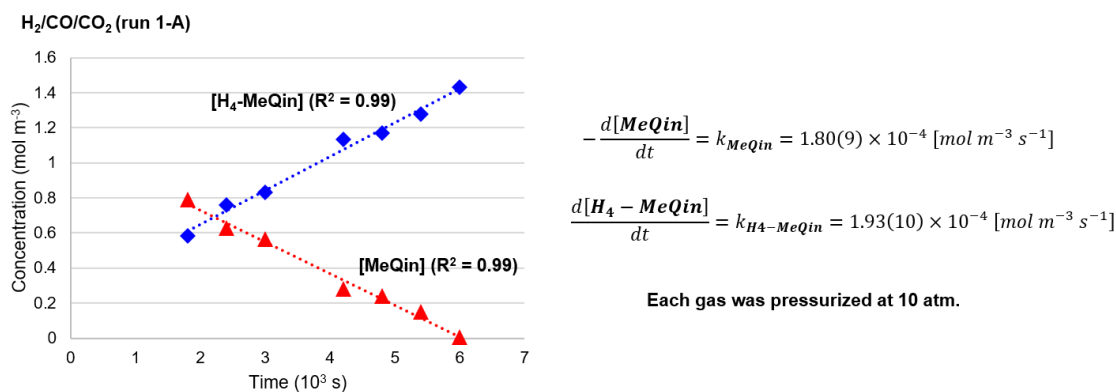 H₂/CO/CO₂ (run 1-A)
1.6
1.4
1.2
1
0.8
0.6
0.4
0.2
0
Concentration (mol m⁻³)
[H₄-MeQin] (R² = 0.99)
[MeQin] (R² = 0.99)
0 1 2 3 4 5 6 7
Time (10³ s)
−d[MeQin]/dt = k_MeQin = 1.80(9) × 10⁻⁴ [mol m⁻³ s⁻¹]
d[H₄ − MeQin]/dt = k_H4−MeQin = 1.93(10) × 10⁻⁴ [mol m⁻³ s⁻¹]
Each gas was pressurized at 10 atm.